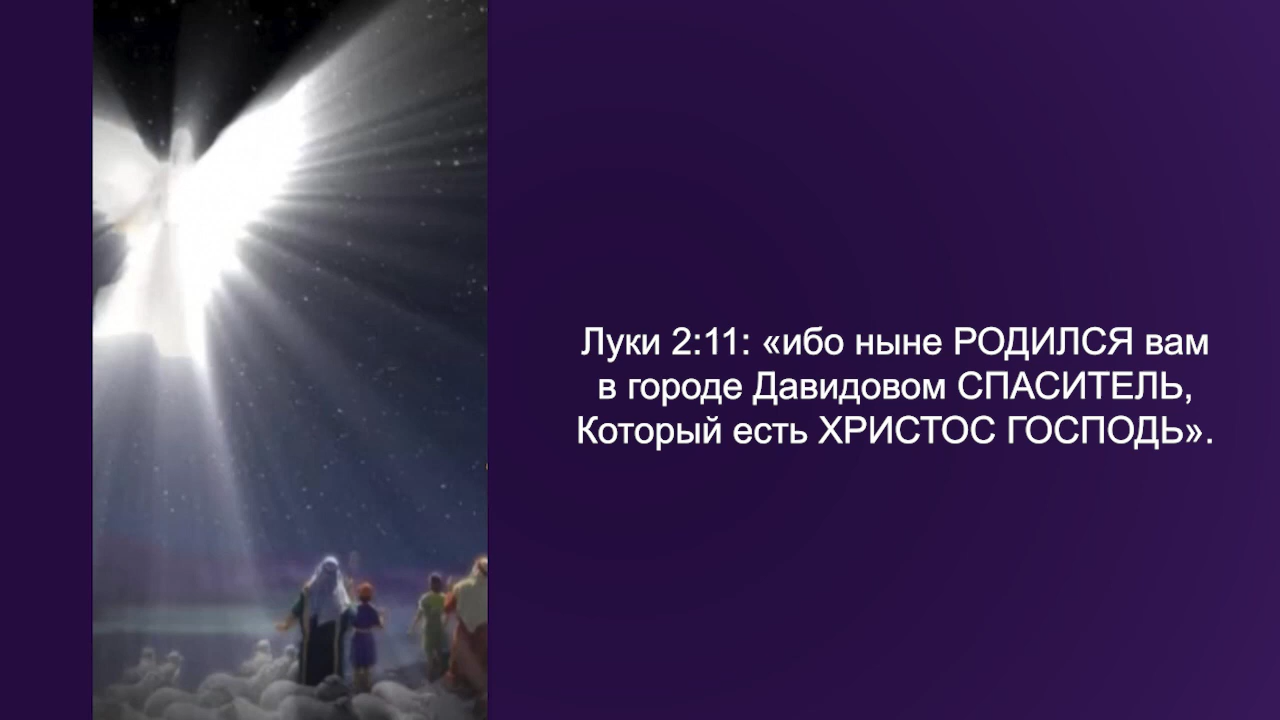 Луки 2:11: «ибо ныне РОДИЛСЯ вам
в городе Давидовом СПАСИТЕЛЬ,
Который есть ХРИСТОС ГОСПОДЬ».